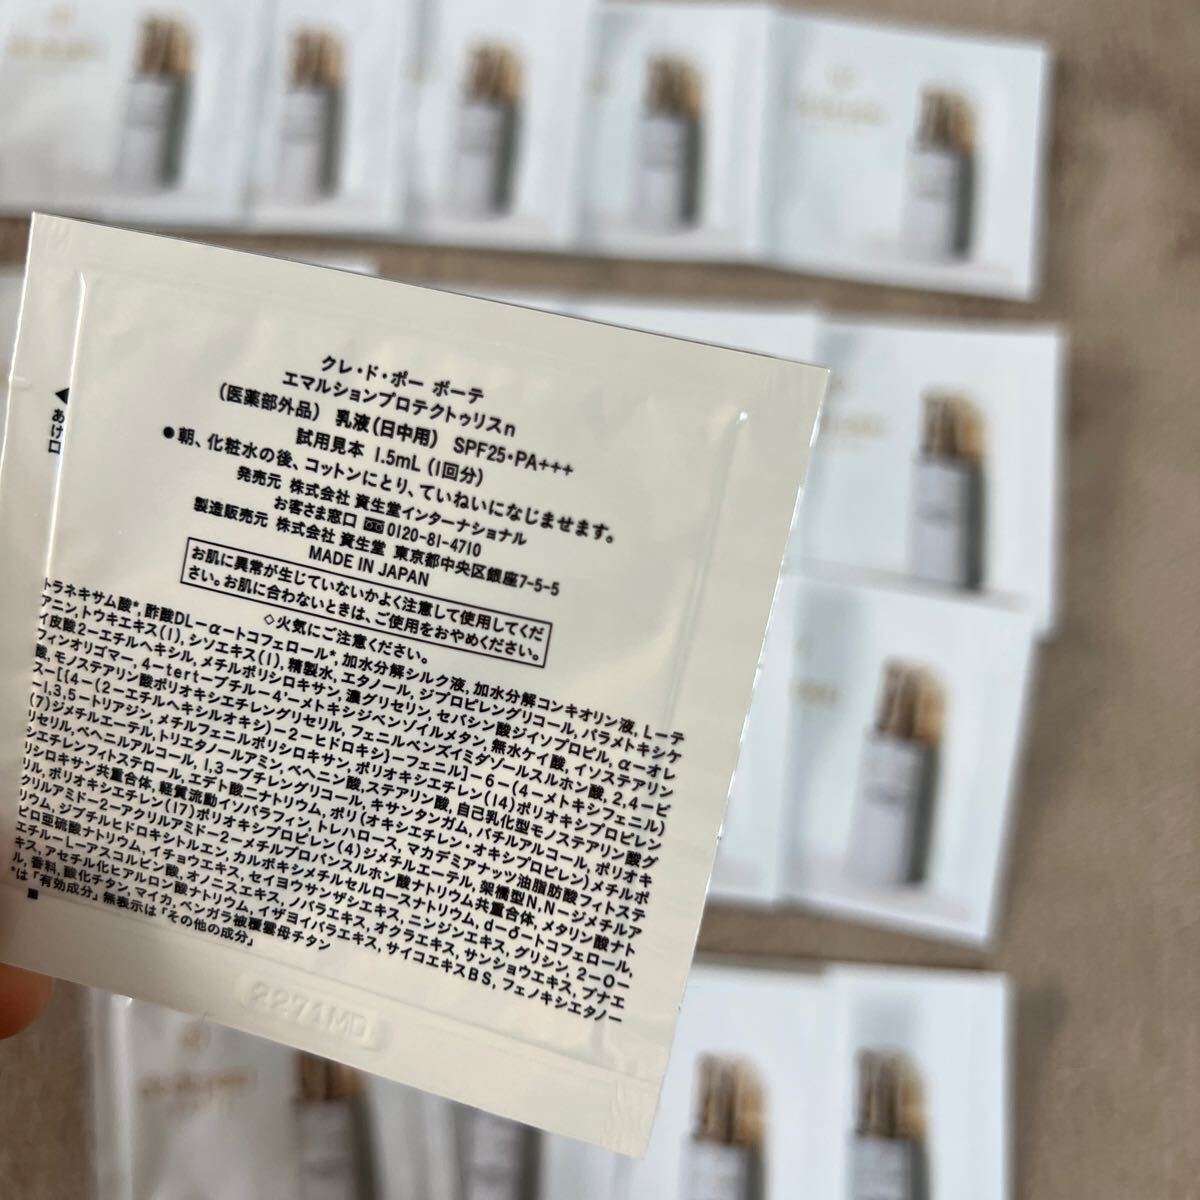 クレ・ド・ポー ボーテ
エマルションプロテクトゥリスn
(医薬部外品) 乳液(日中用) SPF25・PA+++
試用見本 1.5mL (1回分)
●朝、化粧水の後、コットンにとり、ていねいになじませます。
発売元 株式会社 資生堂インターナショナル
お客さま窓口 0120-81-4710
製造販売元 株式会社 資生堂 東京都中央区銀座7-5-5
MADE IN JAPAN
お肌に異常が生じていないかよく注意して使用してくだ
さい。お肌に合わないときは、ご使用をおやめください。
◇火気にご注意ください。
トラネキサム酸*, 酢酸DL-α-トコフェロール*, 加水分解シルク液, 加水分解コンキオリン液, L-テ
アニン, トウキエキス(1), シソエキス(1), 精製水, エタノール, ジプロピレングリコール, パラメトキシケ
イ皮酸2-エチルヘキシル, メチルポリシロキサン, 濃グリセリン, セバシン酸ジイソプロピル, α-オレ
フィンオリゴマー, 4-tert-ブチル-4'-メトキシジベンゾイルメタン, 無水ケイ酸, イソステアリン
酸, モノステアリン酸ポリオキシエチレングリセリル, フェニルベンズイミダゾールスルホン酸, 2,4-ビ
ス-[{4-(2-エチルヘキシルオキシ)-2-ヒドロキシ}-フェニル]-6-(4-メトキシフェニル)
-1,3,5-トリアジン, メチルフェニルポリシロキサン, ポリオキシエチレン(14)ポリオキシプロピレン
(7)ジメチルエーテル, トリエタノールアミン, ベヘニン酸, ステアリン酸, 自己乳化型モノステアリン酸グ
リセリル, ベヘニルアルコール, 1,3-ブチレングリコール, キサンタンガム, バチルアルコール, ポリオキ
シエチレンフィトステロール, エデト酸ニナトリウム, ポリ(オキシエチレン・オキシプロピレン)メチルポ
リシロキサン共重合体, 軽質流動イソパラフィン, トレハロース, マカデミアナッツ油脂肪酸フィトステ
リル, ポリオキシエチレン(17)ポリオキシプロピレン(4)ジメチルエーテル, 架橋型N,N-ジメチルア
クリルアミド-2-アクリルアミド-2-メチルプロパンスルホン酸ナトリウム共重合体, メタリン酸ナト
リウム, ジブチルヒドロキシトルエン, カルボキシメチルセルロースナトリウム, d-δ-トコフェロール,
ピロ亜硫酸ナトリウム, イチョウエキス, セイヨウサンザシエキス, ニンジンエキス, グリシン, 2-O-
エチル-L-アスコルビン酸, オノニスエキス, ノバラエキス, オクラエキス, サンショウエキス, ブナエ
キス, アセチル化ヒアルロン酸ナトリウム, イザヨイバラエキス, サイコエキスBS, フェノキシエタノー
ル, 香料, 酸化チタン, マイカ, ベンガラ被覆雲母チタン
*は「有効成分」無表示は「その他の成分」
◀あけ口
2271MD